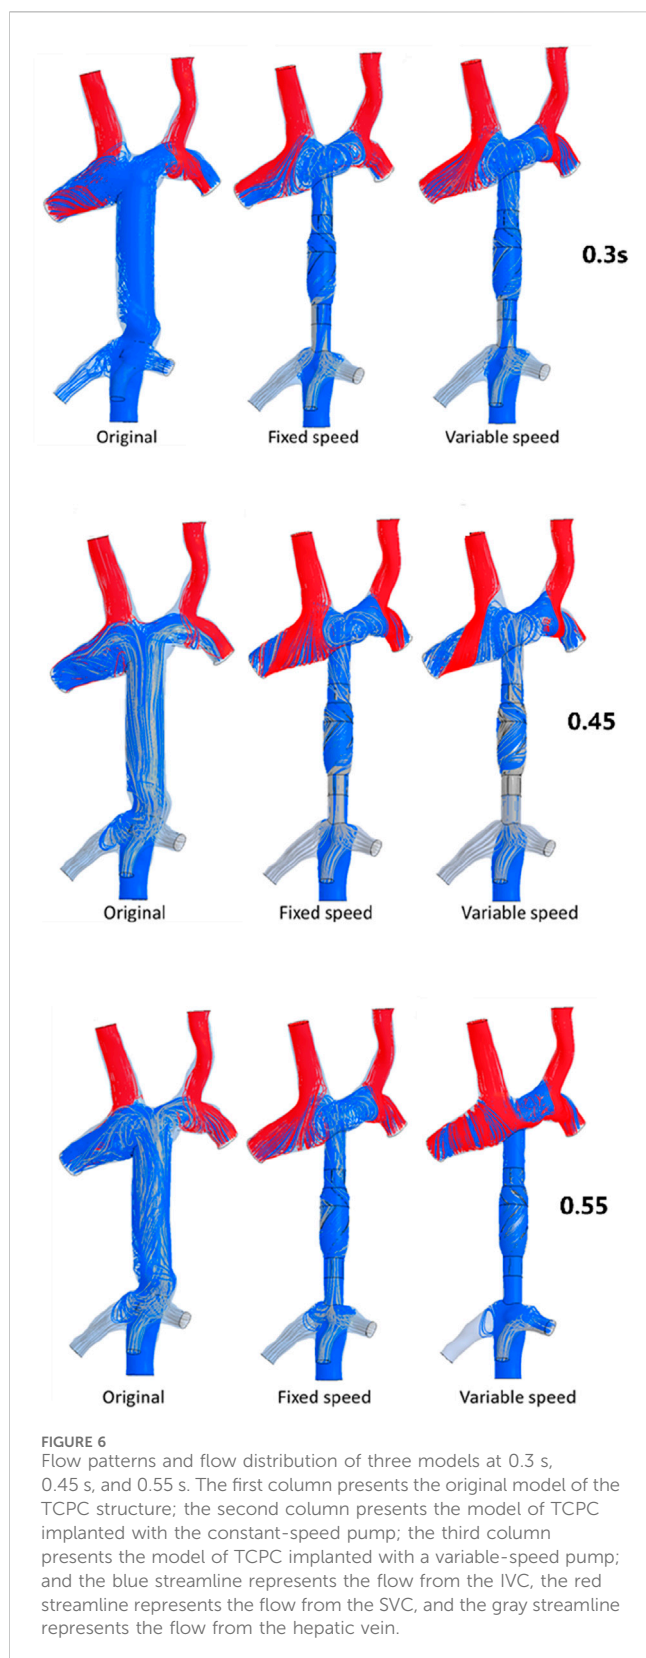 0.3s
Original
Fixed speed
Variable speed
0.45
Original
Fixed speed
Variable speed
0.55
Original
Fixed speed
Variable speed
FIGURE 6
Flow patterns and flow distribution of three models at 0.3 s,
0.45 s, and 0.55 s. The first column presents the original model of the
TCPC structure; the second column presents the model of TCPC
implanted with the constant-speed pump; the third column
presents the model of TCPC implanted with a variable-speed pump;
and the blue streamline represents the flow from the IVC, the red
streamline represents the flow from the SVC, and the gray streamline
represents the flow from the hepatic vein.